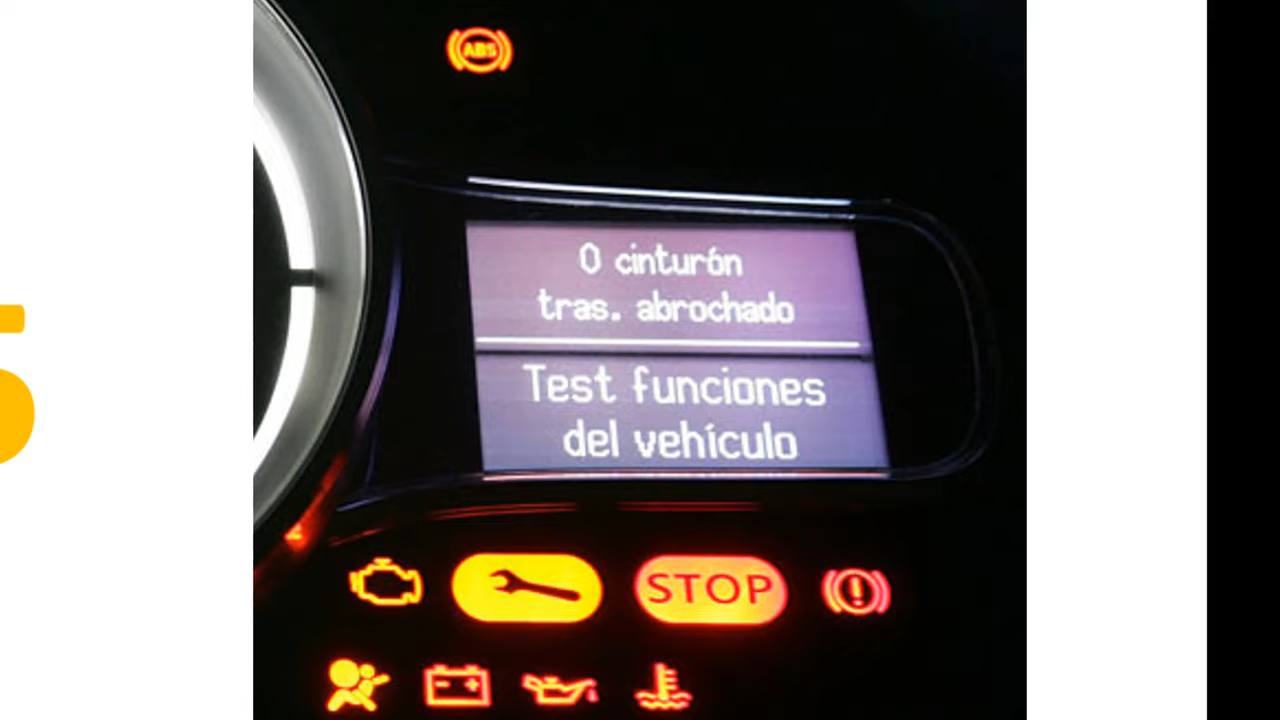 ABS
0 cinturón
tras. abrochado
Test funciones
del vehículo
STOP